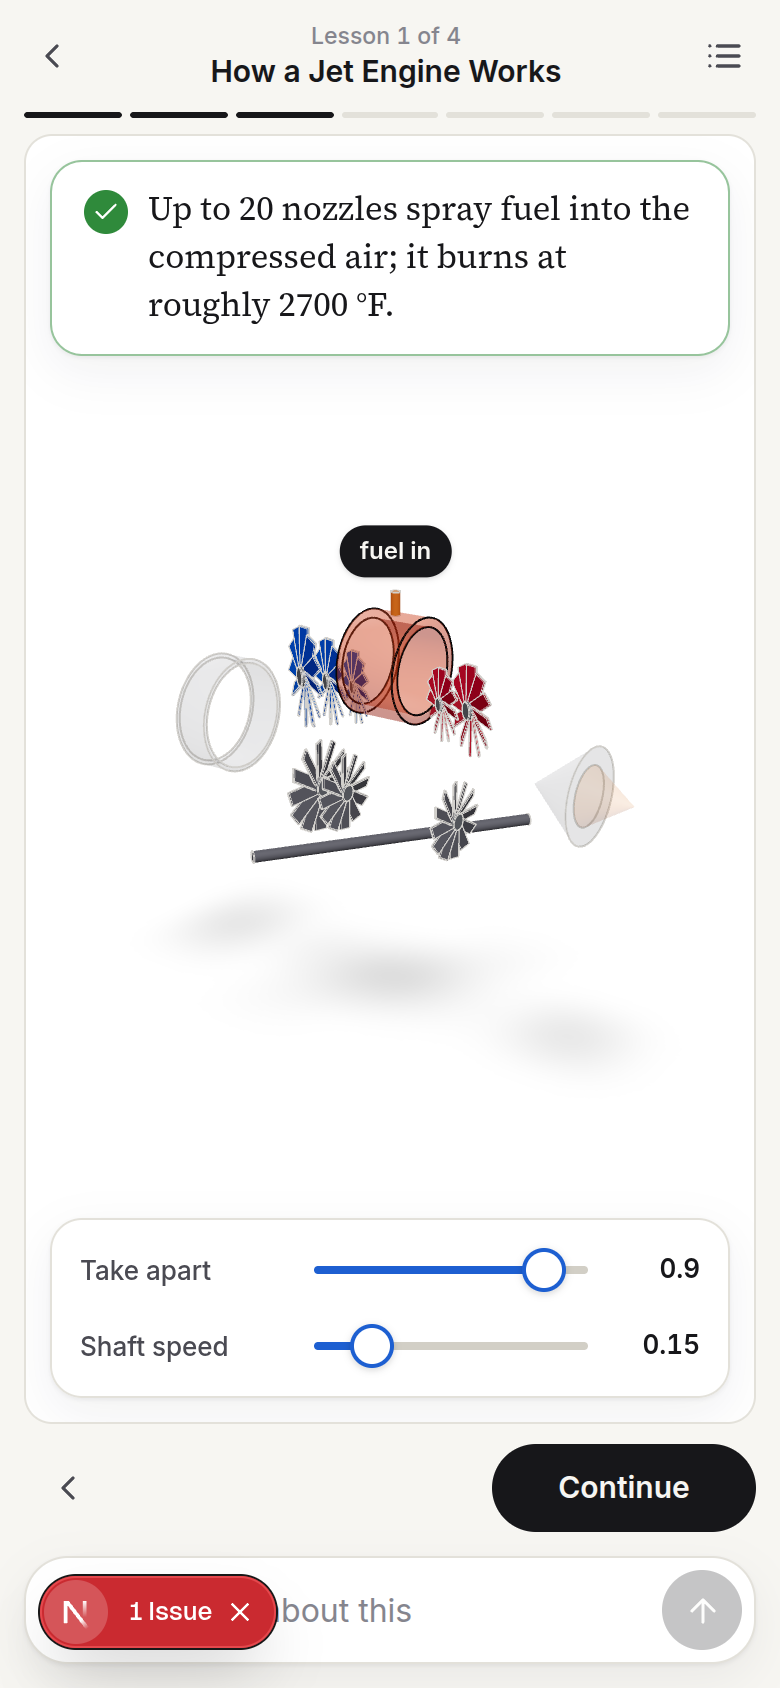 Lesson 1 of 4
How a Jet Engine Works
Up to 20 nozzles spray fuel into the
compressed air; it burns at
roughly 2700 °F.
fuel in
Take apart
0.9
Shaft speed
0.15
Continue
N
1 Issue
bout this